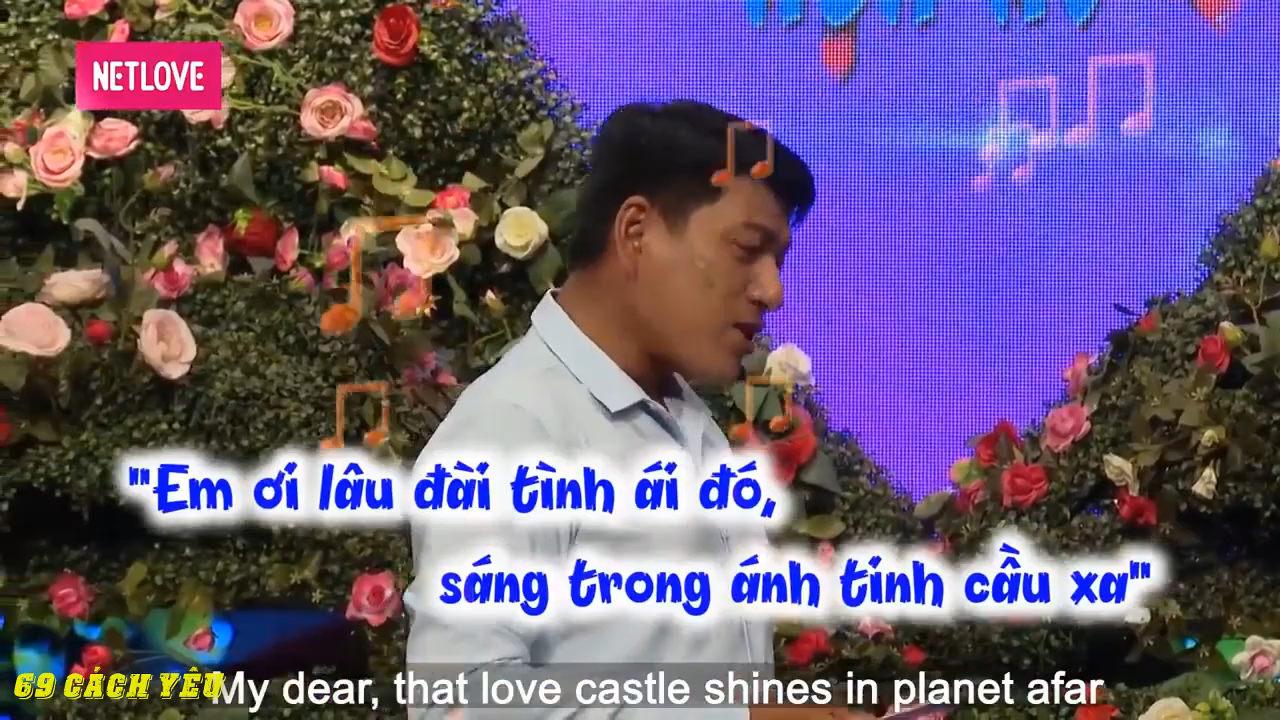 NETLOVE
"'Em ơi lâu đài tình ái đó,
sáng trong ánh tinh cầu xa'"
69 CÁCH YÊU
My dear, that love castle shines in planet afar